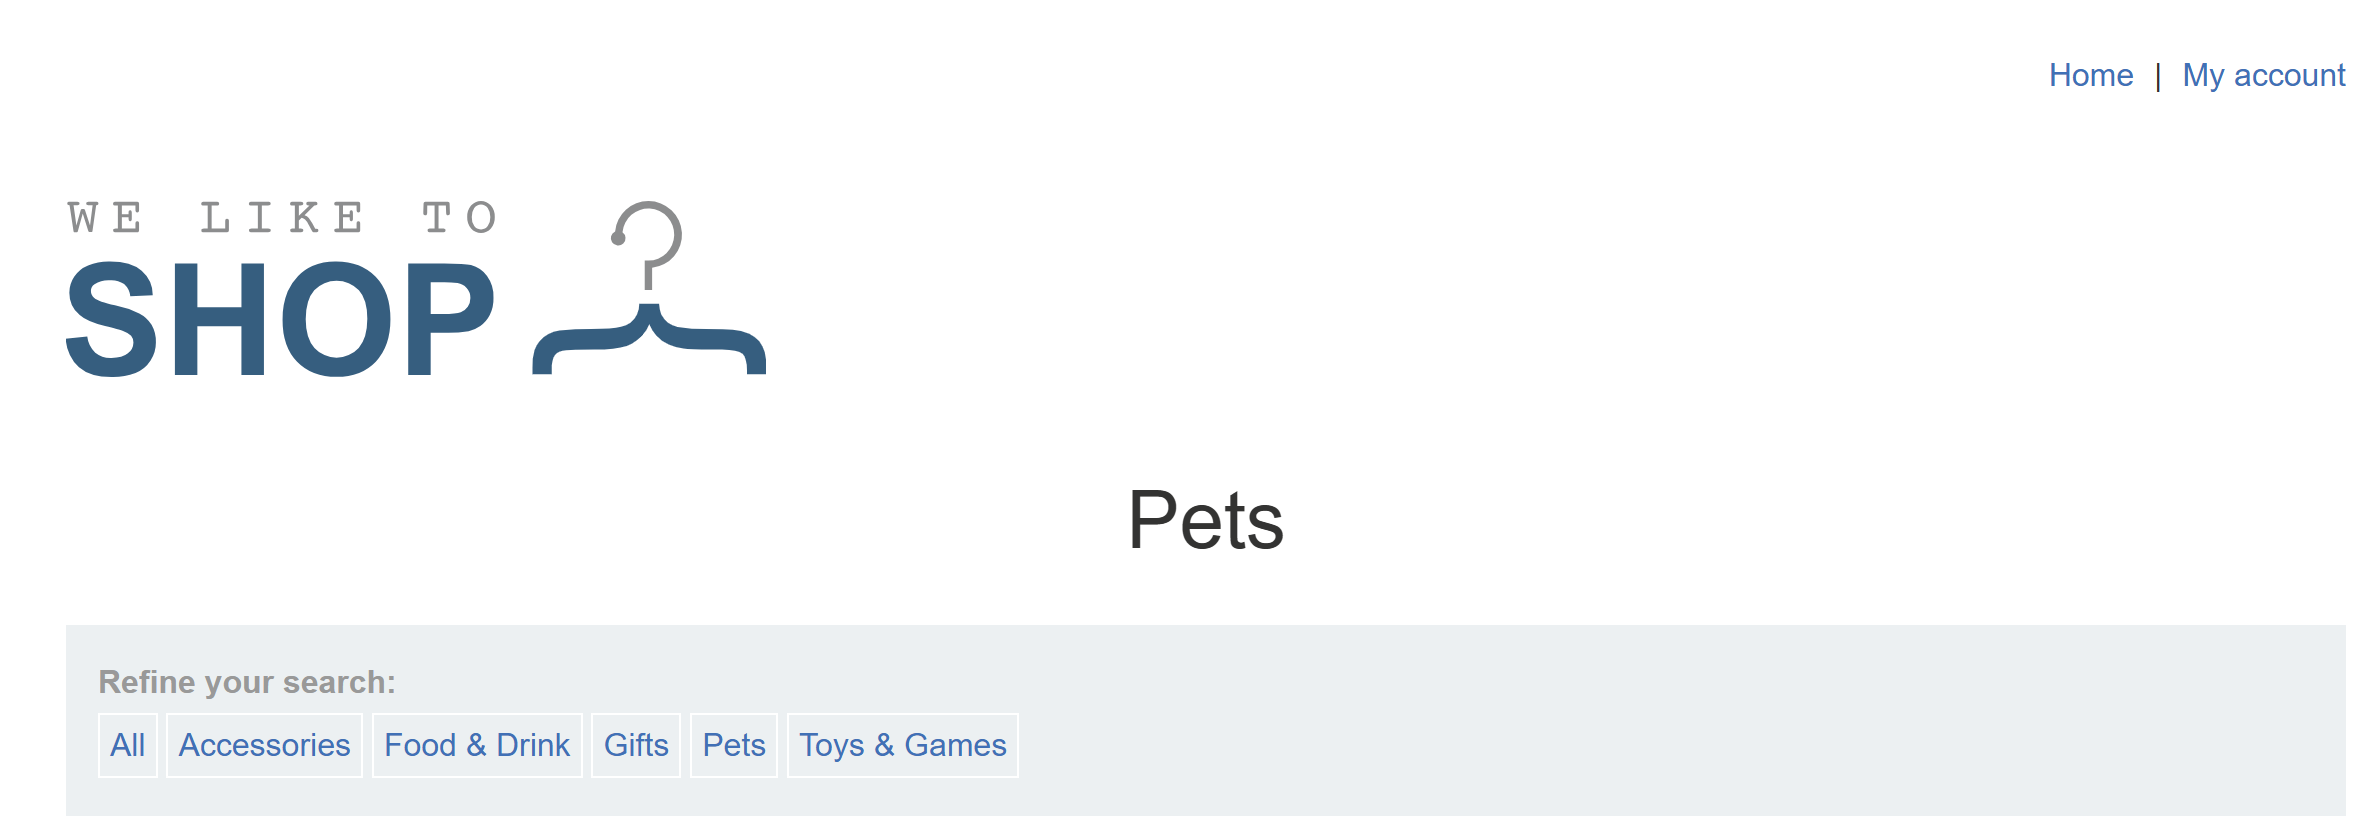 Home | My account
WE LIKE TO
SHOP
Pets
Refine your search:
All Accessories Food & Drink Gifts Pets Toys & Games